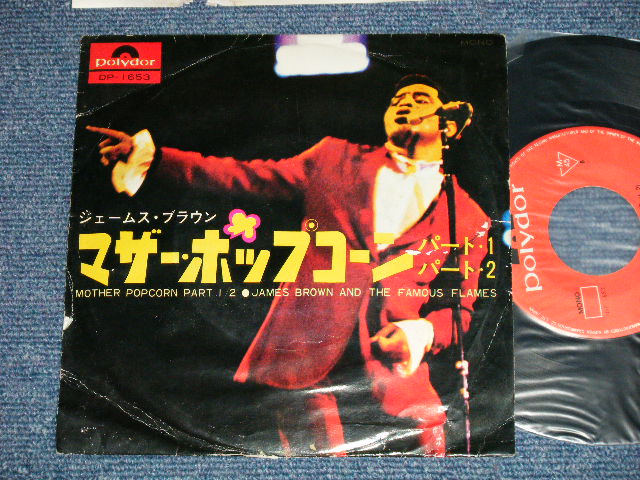 polydor
DP-1653
MONO
ジェームス・ブラウン
マザー・ポップコーン
パート・1
パート・2
MOTHER POPCORN PART 1/2 ● JAMES BROWN AND THE FAMOUS FLAMES
polydor
M
45
MONO